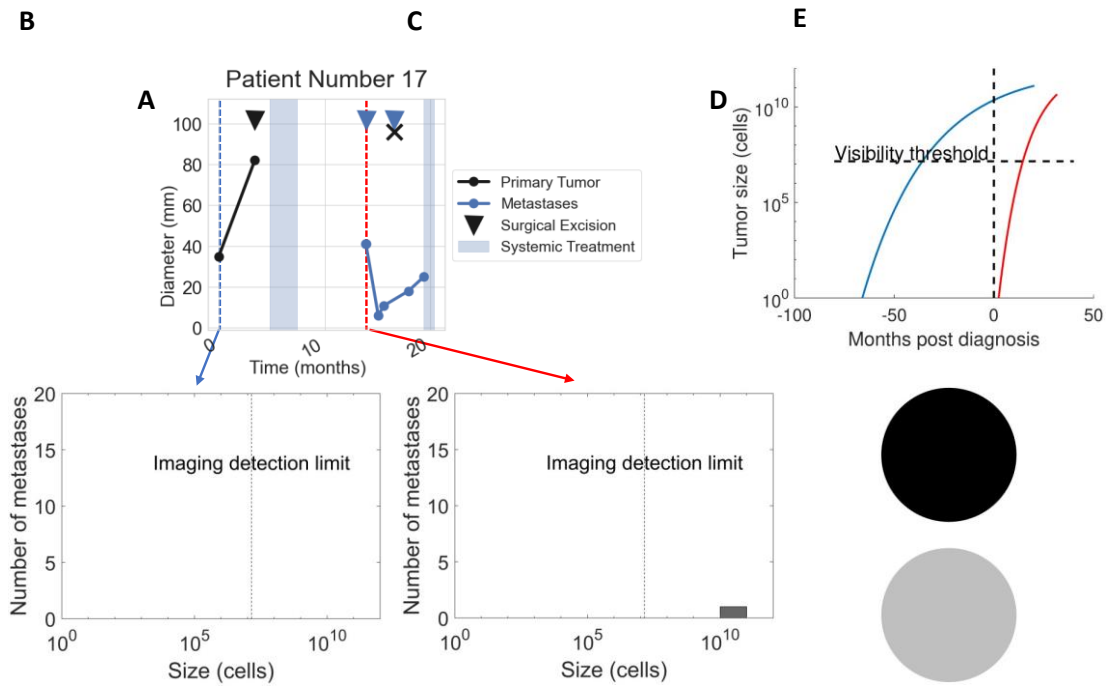 B
C
E
A
D
Patient Number 17
Diameter (mm)
100
80
60
40
20
0
0
10
20
Time (months)
Primary Tumor
Metastases
Surgical Excision
Systemic Treatment
Tumor size (cells)
10^10
10^5
10^0
Visibility threshold
-100
-50
0
50
Months post diagnosis
Number of metastases
20
15
10
5
0
Imaging detection limit
10^0
10^5
10^10
Size (cells)
Number of metastases
20
15
10
5
0
Imaging detection limit
10^0
10^5
10^10
Size (cells)